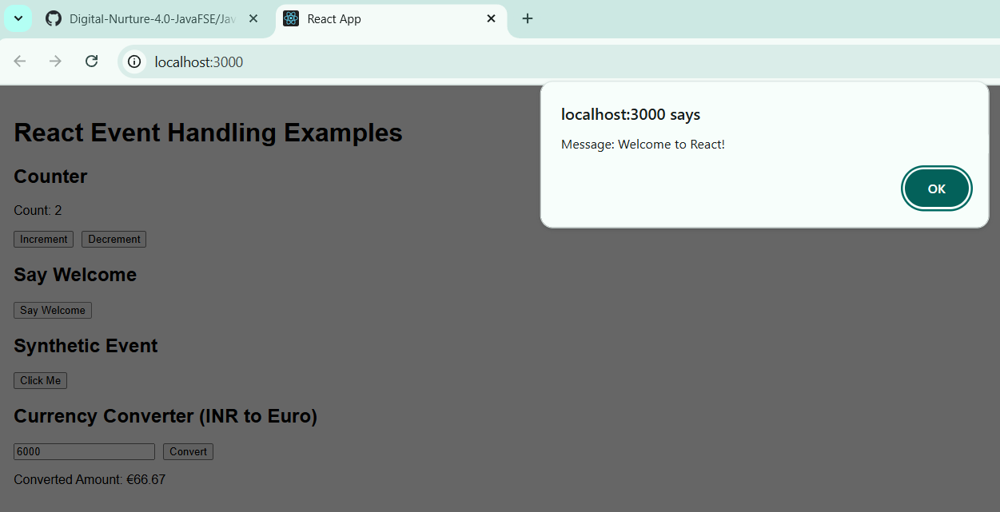 Digital-Nurture-4.0-JavaFSE/Jav
React App
localhost:3000
localhost:3000 says
Message: Welcome to React!
OK
React Event Handling Examples
Counter
Count: 2
Increment Decrement
Say Welcome
Say Welcome
Synthetic Event
Click Me
Currency Converter (INR to Euro)
6000 Convert
Converted Amount: €66.67